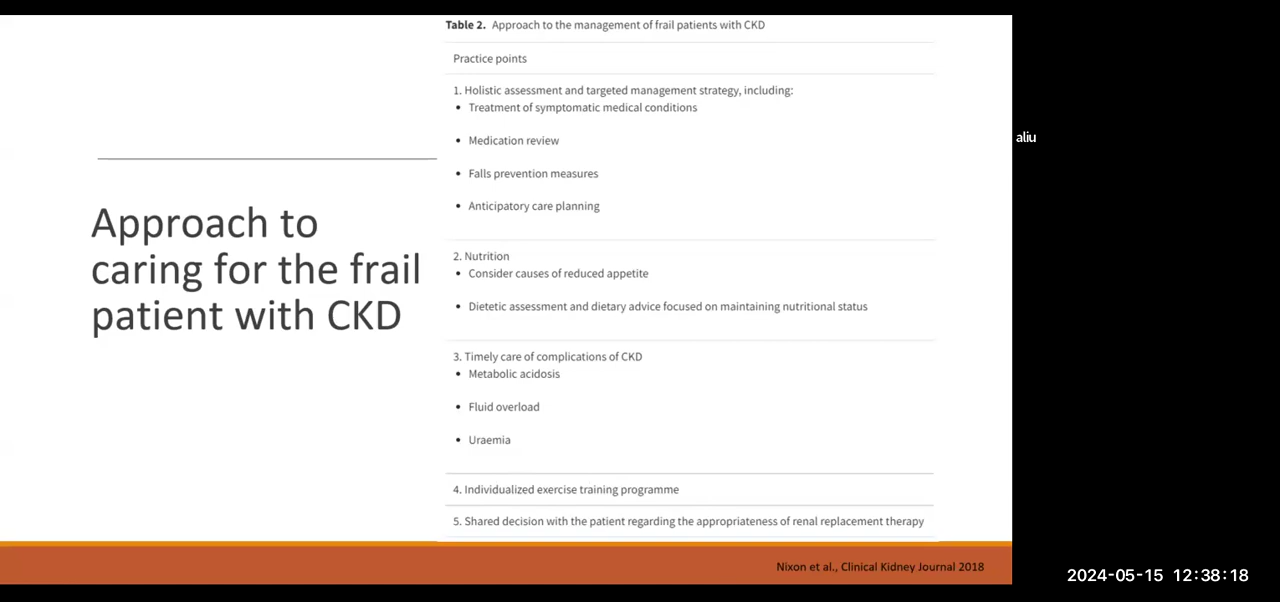 Table 2. Approach to the management of frail patients with CKD
Practice points
1. Holistic assessment and targeted management strategy, including:
• Treatment of symptomatic medical conditions
• Medication review
• Falls prevention measures
• Anticipatory care planning
2. Nutrition
• Consider causes of reduced appetite
• Dietetic assessment and dietary advice focused on maintaining nutritional status
3. Timely care of complications of CKD
• Metabolic acidosis
• Fluid overload
• Uraemia
4. Individualized exercise training programme
5. Shared decision with the patient regarding the appropriateness of renal replacement therapy
Approach to
caring for the frail
patient with CKD
Nixon et al., Clinical Kidney Journal 2018
aliu
2024-05-15 12:38:18